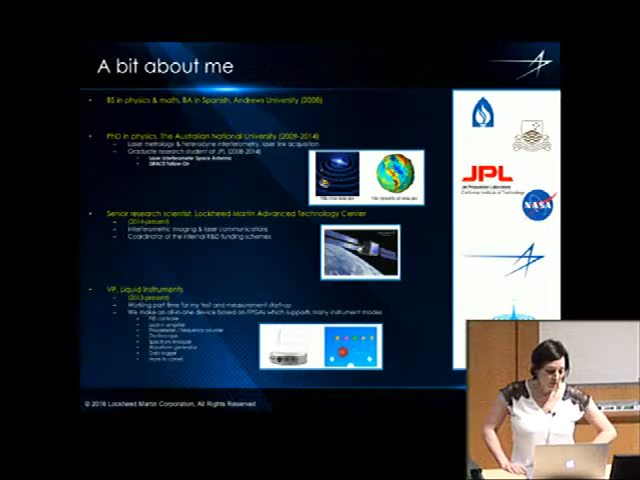 A bit about me
BS in physics & math, BA in Spanish, Andrews University (2008)
PhD in physics, The Australian National University (2009-2014)
Laser metrology & heterodyne interferometry, laser link acquisition
Graduate research student at JPL (2008-2014)
Laser Interferometer Space Antenna
GRACE Follow-On
Senior research scientist, Lockheed Martin Advanced Technology Center
(2014-present)
Interferometric imaging & laser communications
Coordinator of the internal R&D funding schemes
VP, Liquid Instruments
(2015-present)
Working part time for my test and measurement start-up
We make an all-in-one device based on FPGAs which supports many instrument modes
PID controller
Lock-in amplifier
Phasemeter / frequency counter
Oscilloscope
Spectrum Analyzer
Waveform generator
Data logger
More to come!
JPL
Jet Propulsion Laboratory
California Institute of Technology
NASA
© 2016 Lockheed Martin Corporation, All Rights Reserved